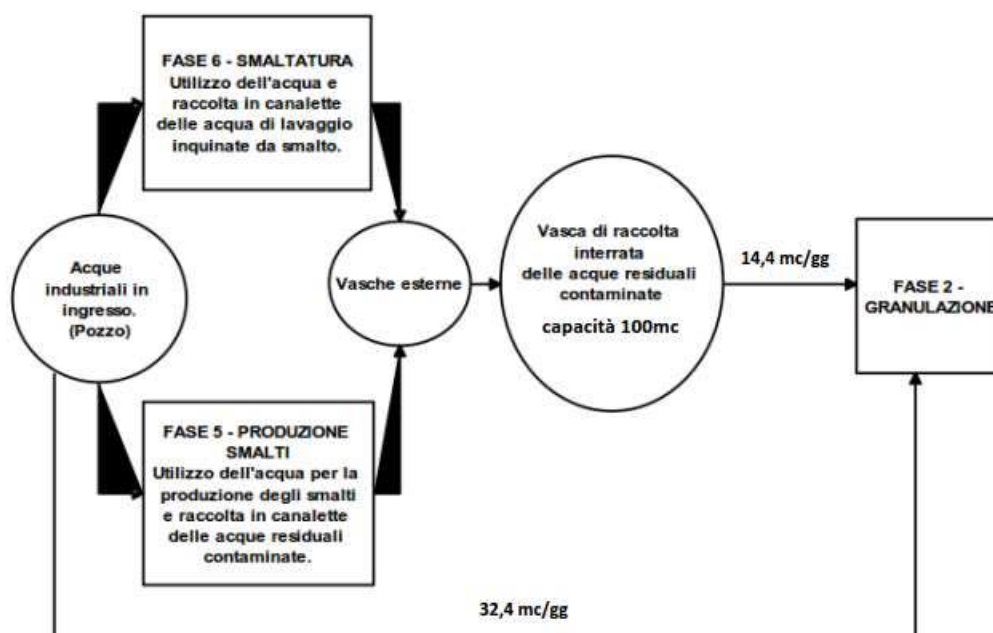 FASE 6 - SMALTATURA
Utilizzo dell'acqua e
raccolta in canalette
delle acqua di lavaggio
inquinate da smalto.
Acque
industriali in
ingresso.
(Pozzo)
Vasche esterne
Vasca di raccolta
interrata
delle acque residuali
contaminate
capacità 100mc
14,4 mc/gg
FASE 2 -
GRANULAZIONE
FASE 5 - PRODUZIONE
SMALTI
Utilizzo dell'acqua per la
produzione degli smalti
e raccolta in canalette
delle acque residuali
contaminate.
32,4 mc/gg